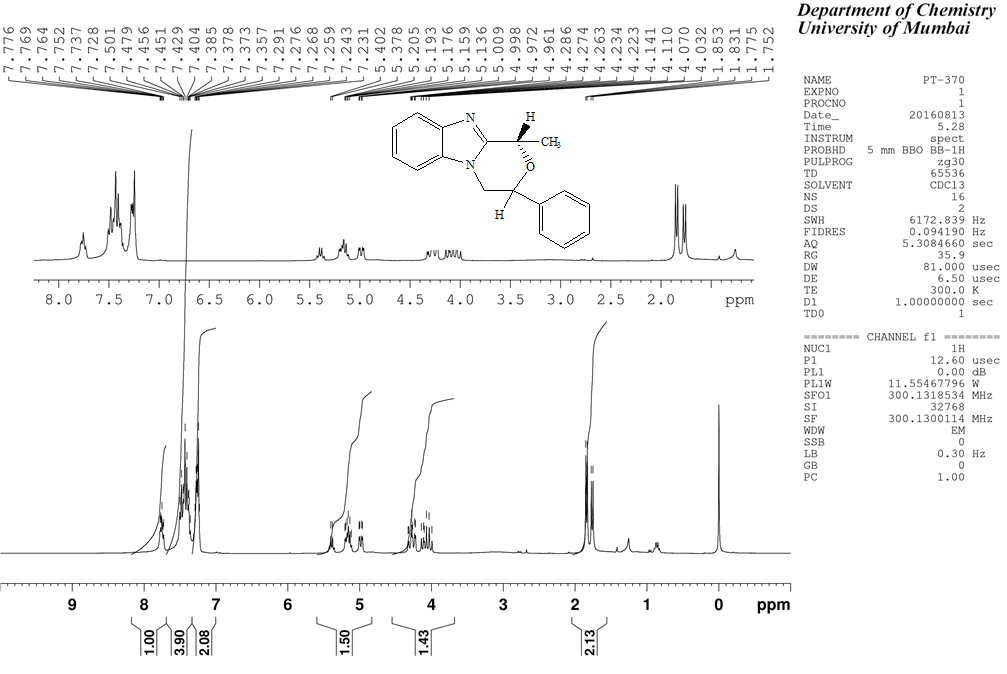 7.776
7.769
7.764
7.752
7.737
7.728
7.501
7.479
7.456
7.451
7.429
7.404
7.385
7.378
7.373
7.357
7.291
7.276
7.268
7.259
7.243
7.231
5.402
5.378
5.205
5.193
5.176
5.159
5.136
5.009
4.998
4.972
4.961
4.286
4.274
4.263
4.234
4.223
4.141
4.110
4.070
4.032
1.853
1.831
1.775
1.752
Department of Chemistry
University of Mumbai
N
H
CH3
N
O
H
8.0 7.5 7.0 6.5 6.0 5.5 5.0 4.5 4.0 3.5 3.0 2.5 2.0 ppm
9 8 7 6 5 4 3 2 1 0 ppm
1.00
3.90
2.08
1.50
1.43
2.13
NAME PT-370
EXPNO 1
PROCNO 1
Date_ 20160813
Time 5.28
INSTRUM spect
PROBHD 5 mm BBO BB-1H
PULPROG zg30
TD 65536
SOLVENT CDCl3
NS 16
DS 2
SWH 6172.839 Hz
FIDRES 0.094190 Hz
AQ 5.3084660 sec
RG 35.9
DW 81.000 usec
DE 6.50 usec
TE 300.0 K
D1 1.00000000 sec
TD0 1
======== CHANNEL f1 ========
NUC1 1H
P1 12.60 usec
PL1 0.00 dB
PL1W 11.55467796 W
SFO1 300.1318534 MHz
SI 32768
SF 300.1300114 MHz
WDW EM
SSB 0
LB 0.30 Hz
GB 0
PC 1.00